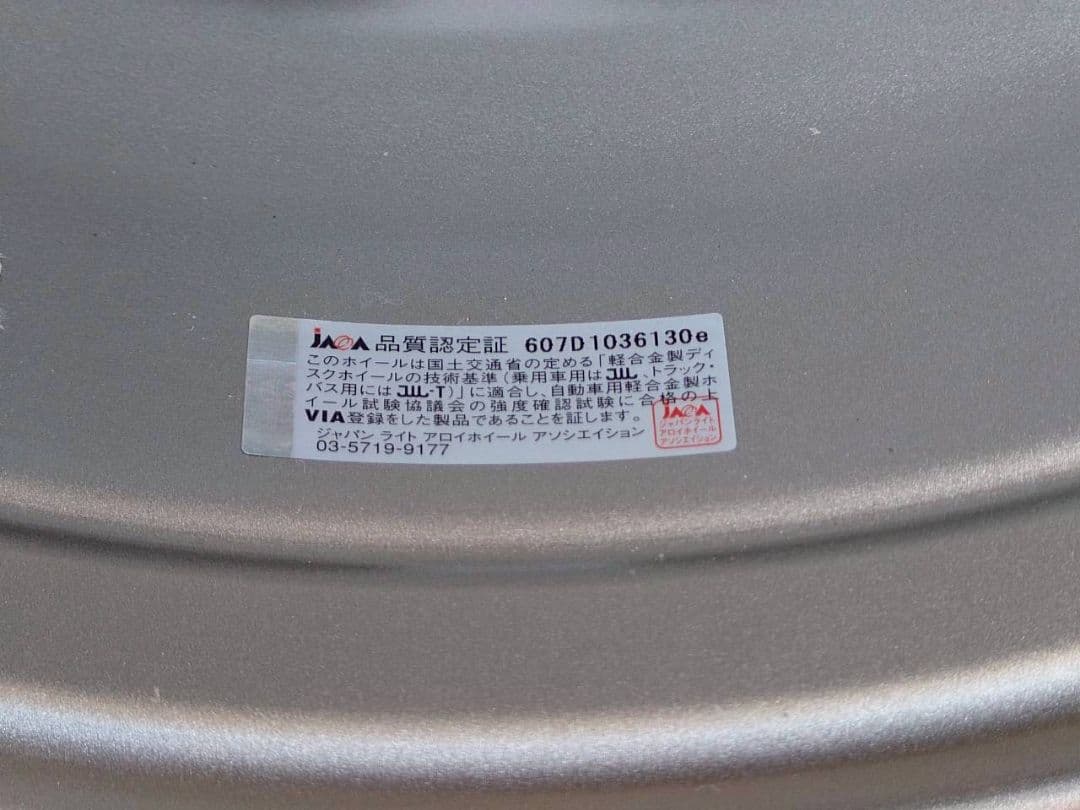 JAWA 品質認定証 607D1036130e
このホイールは国土交通省の定める「軽合金製ディ
スクホイールの技術基準(乗用車用はJWL、トラック・
バス用にはJWL-T)」に適合し、自動車用軽合金製ホ
イール試験協議会の強度確認試験に合格の上
VIA登録をした製品であることを証します。
ジャパン ライト アロイホイール アソシエイション
03-5719-9177
JAWA
ジャパンライト
アロイホイール
アソシエイション